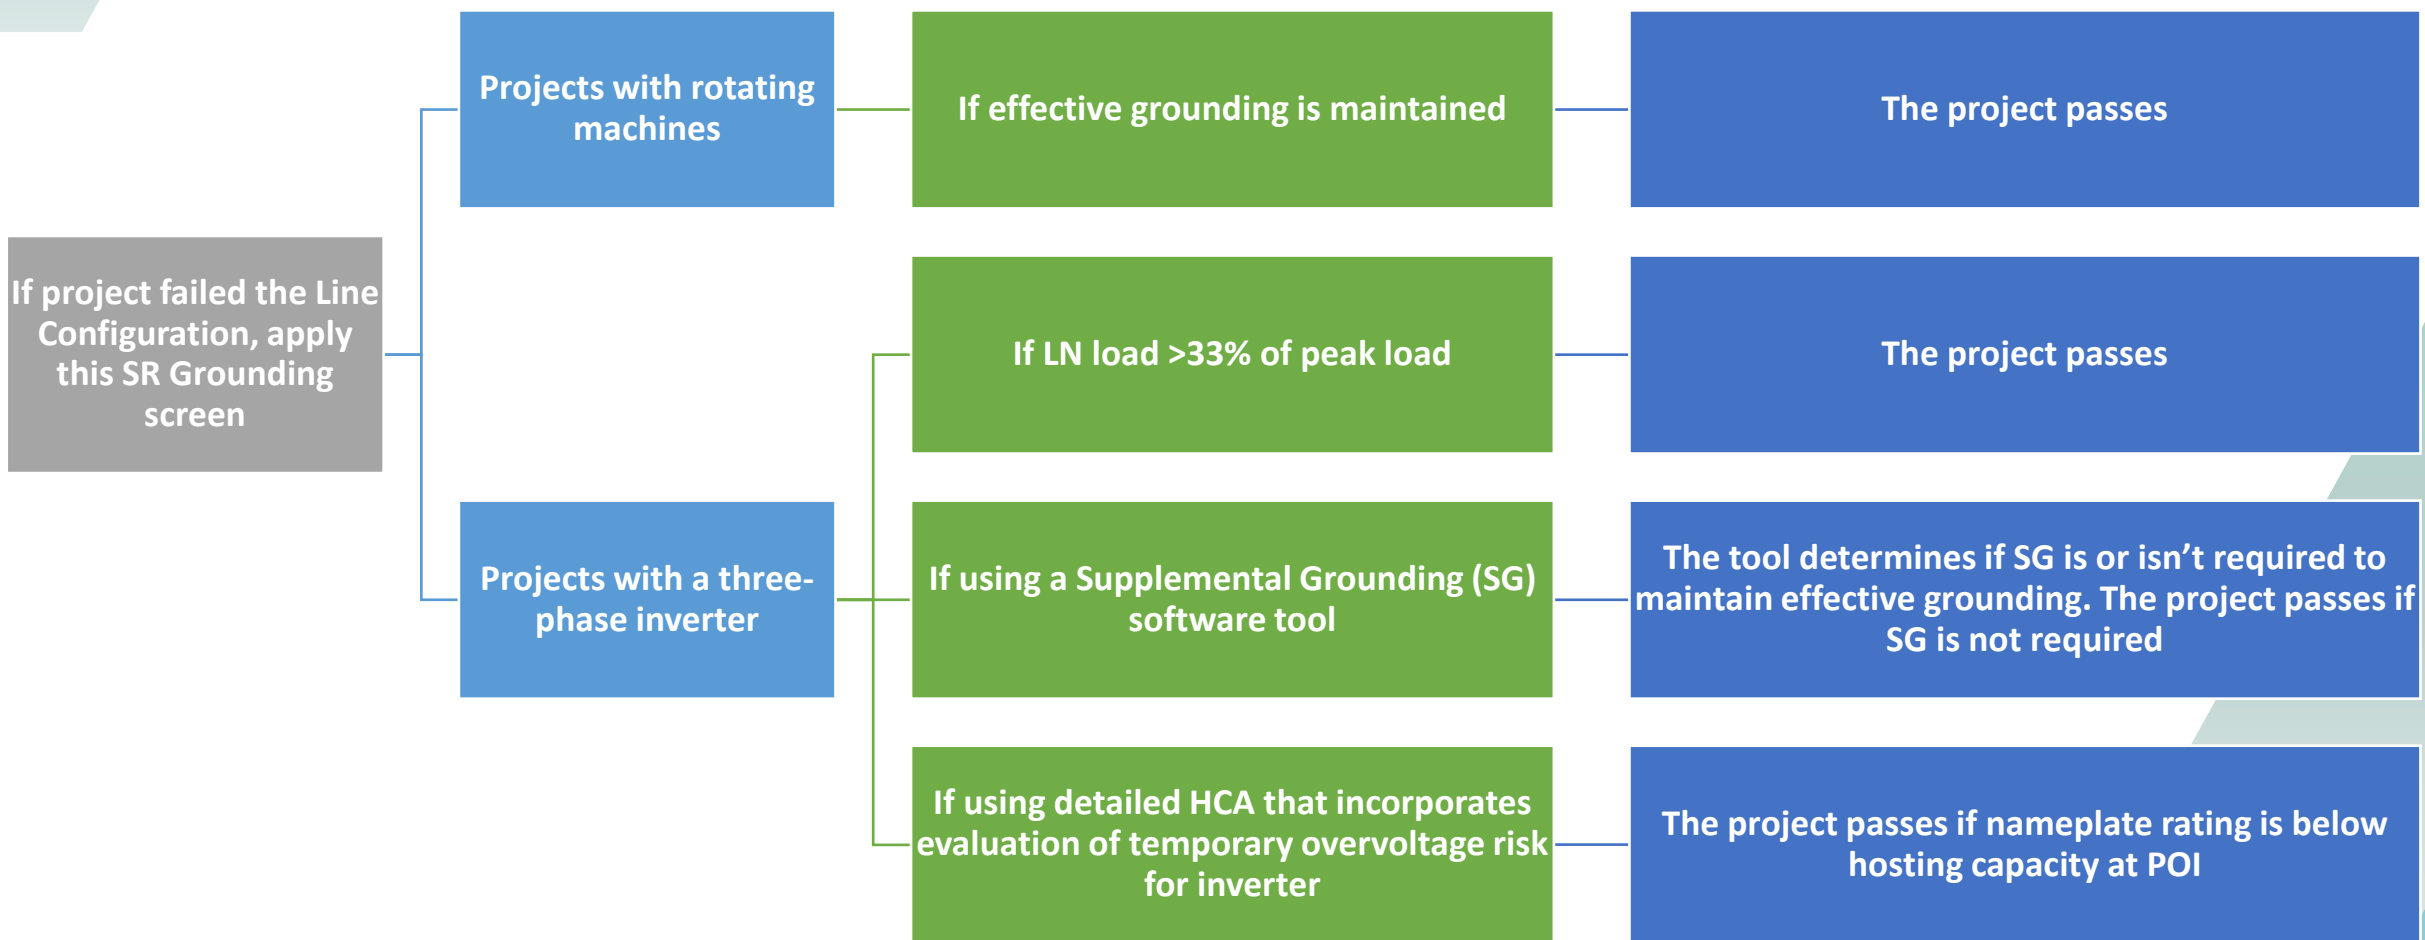 If project failed the Line
Configuration, apply
this SR Grounding
screen
Projects with rotating
machines
If effective grounding is maintained
The project passes
Projects with a three-
phase inverter
If LN load >33% of peak load
The project passes
If using a Supplemental Grounding (SG)
software tool
The tool determines if SG is or isn’t required to
maintain effective grounding. The project passes if
SG is not required
If using detailed HCA that incorporates
evaluation of temporary overvoltage risk
for inverter
The project passes if nameplate rating is below
hosting capacity at POI